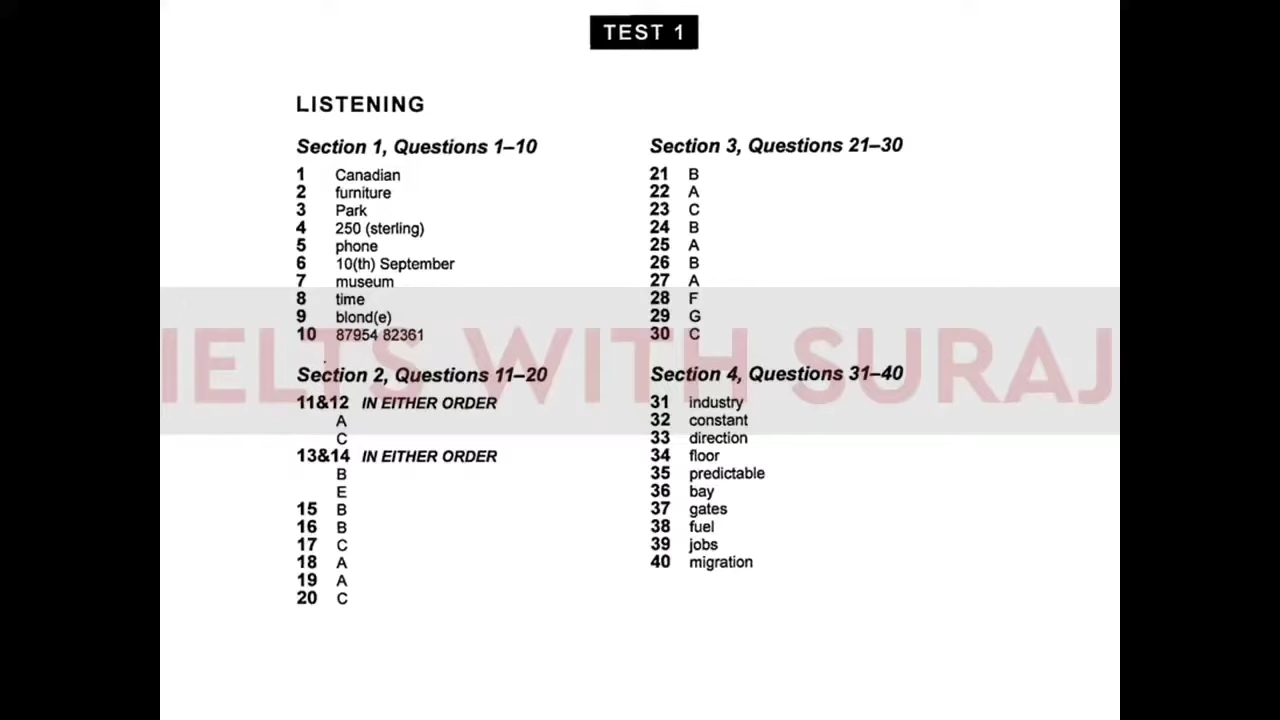 TEST 1
LISTENING
Section 1, Questions 1–10
1 Canadian
2 furniture
3 Park
4 250 (sterling)
5 phone
6 10(th) September
7 museum
8 time
9 blond(e)
10 87954 82361
Section 2, Questions 11–20
11&12 IN EITHER ORDER
A
C
13&14 IN EITHER ORDER
B
E
15 B
16 B
17 C
18 A
19 A
20 C
Section 3, Questions 21–30
21 B
22 A
23 C
24 B
25 A
26 B
27 A
28 F
29 G
30 C
Section 4, Questions 31–40
31 industry
32 constant
33 direction
34 floor
35 predictable
36 bay
37 gates
38 fuel
39 jobs
40 migration
IELTS WITH SURAJ